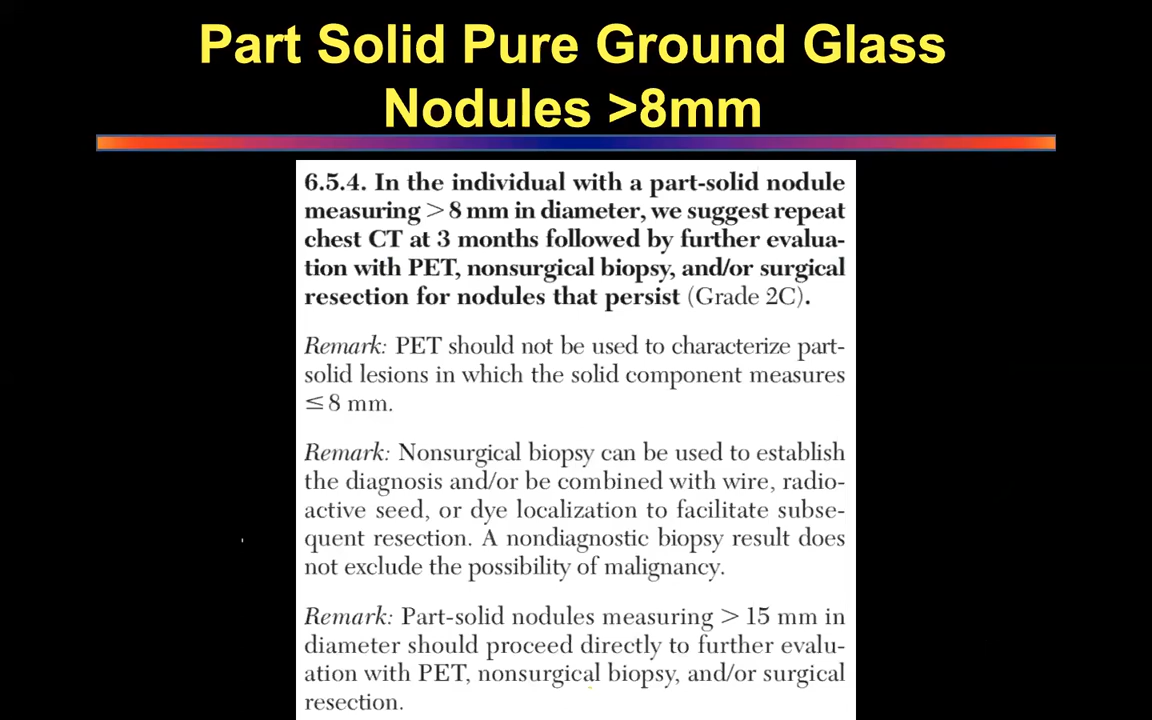 Part Solid Pure Ground Glass
Nodules >8mm
6.5.4. In the individual with a part-solid nodule
measuring > 8 mm in diameter, we suggest repeat
chest CT at 3 months followed by further evalua-
tion with PET, nonsurgical biopsy, and/or surgical
resection for nodules that persist (Grade 2C).
Remark: PET should not be used to characterize part-
solid lesions in which the solid component measures
≤ 8 mm.
Remark: Nonsurgical biopsy can be used to establish
the diagnosis and/or be combined with wire, radio-
active seed, or dye localization to facilitate subse-
quent resection. A nondiagnostic biopsy result does
not exclude the possibility of malignancy.
Remark: Part-solid nodules measuring > 15 mm in
diameter should proceed directly to further evalu-
ation with PET, nonsurgical biopsy, and/or surgical
resection.